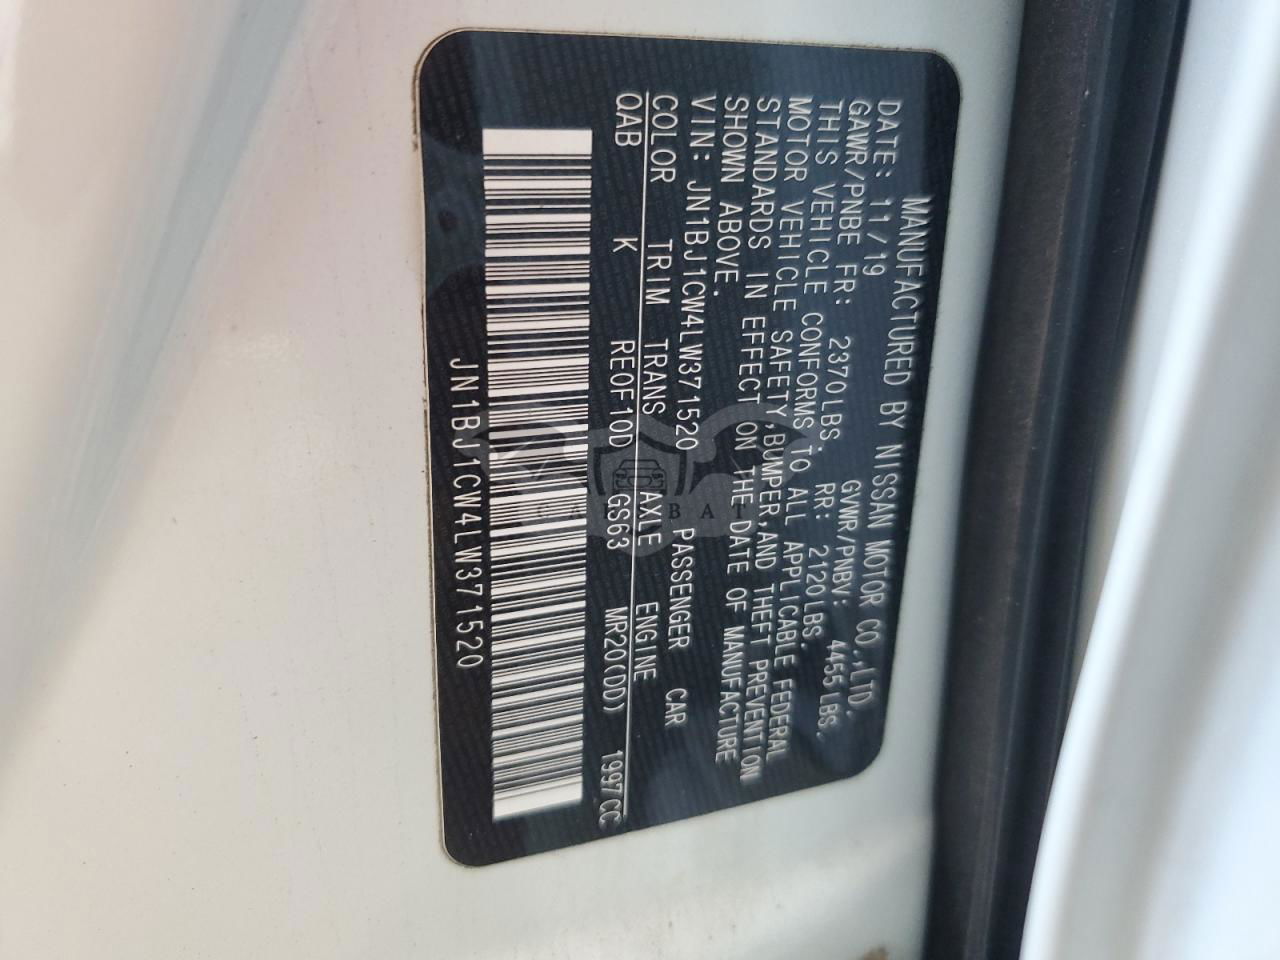 MANUFACTURED BY NISSAN MOTOR CO.,LTD.
DATE: 11/19 GVWR/PNBV: 4455LBS.
GAWR/PNBE FR: 2370LBS. RR: 2120LBS.
THIS VEHICLE CONFORMS TO ALL APPLICABLE FEDERAL
MOTOR VEHICLE SAFETY,BUMPER,AND THEFT PREVENTION
STANDARDS IN EFFECT ON THE DATE OF MANUFACTURE
SHOWN ABOVE.
VIN: JN1BJ1CW4LW371520 PASSENGER CAR
COLOR TRIM TRANS AXLE ENGINE
QAB K RE0F10D GS63 MR20(DD) 1997CC
JN1BJ1CW4LW371520